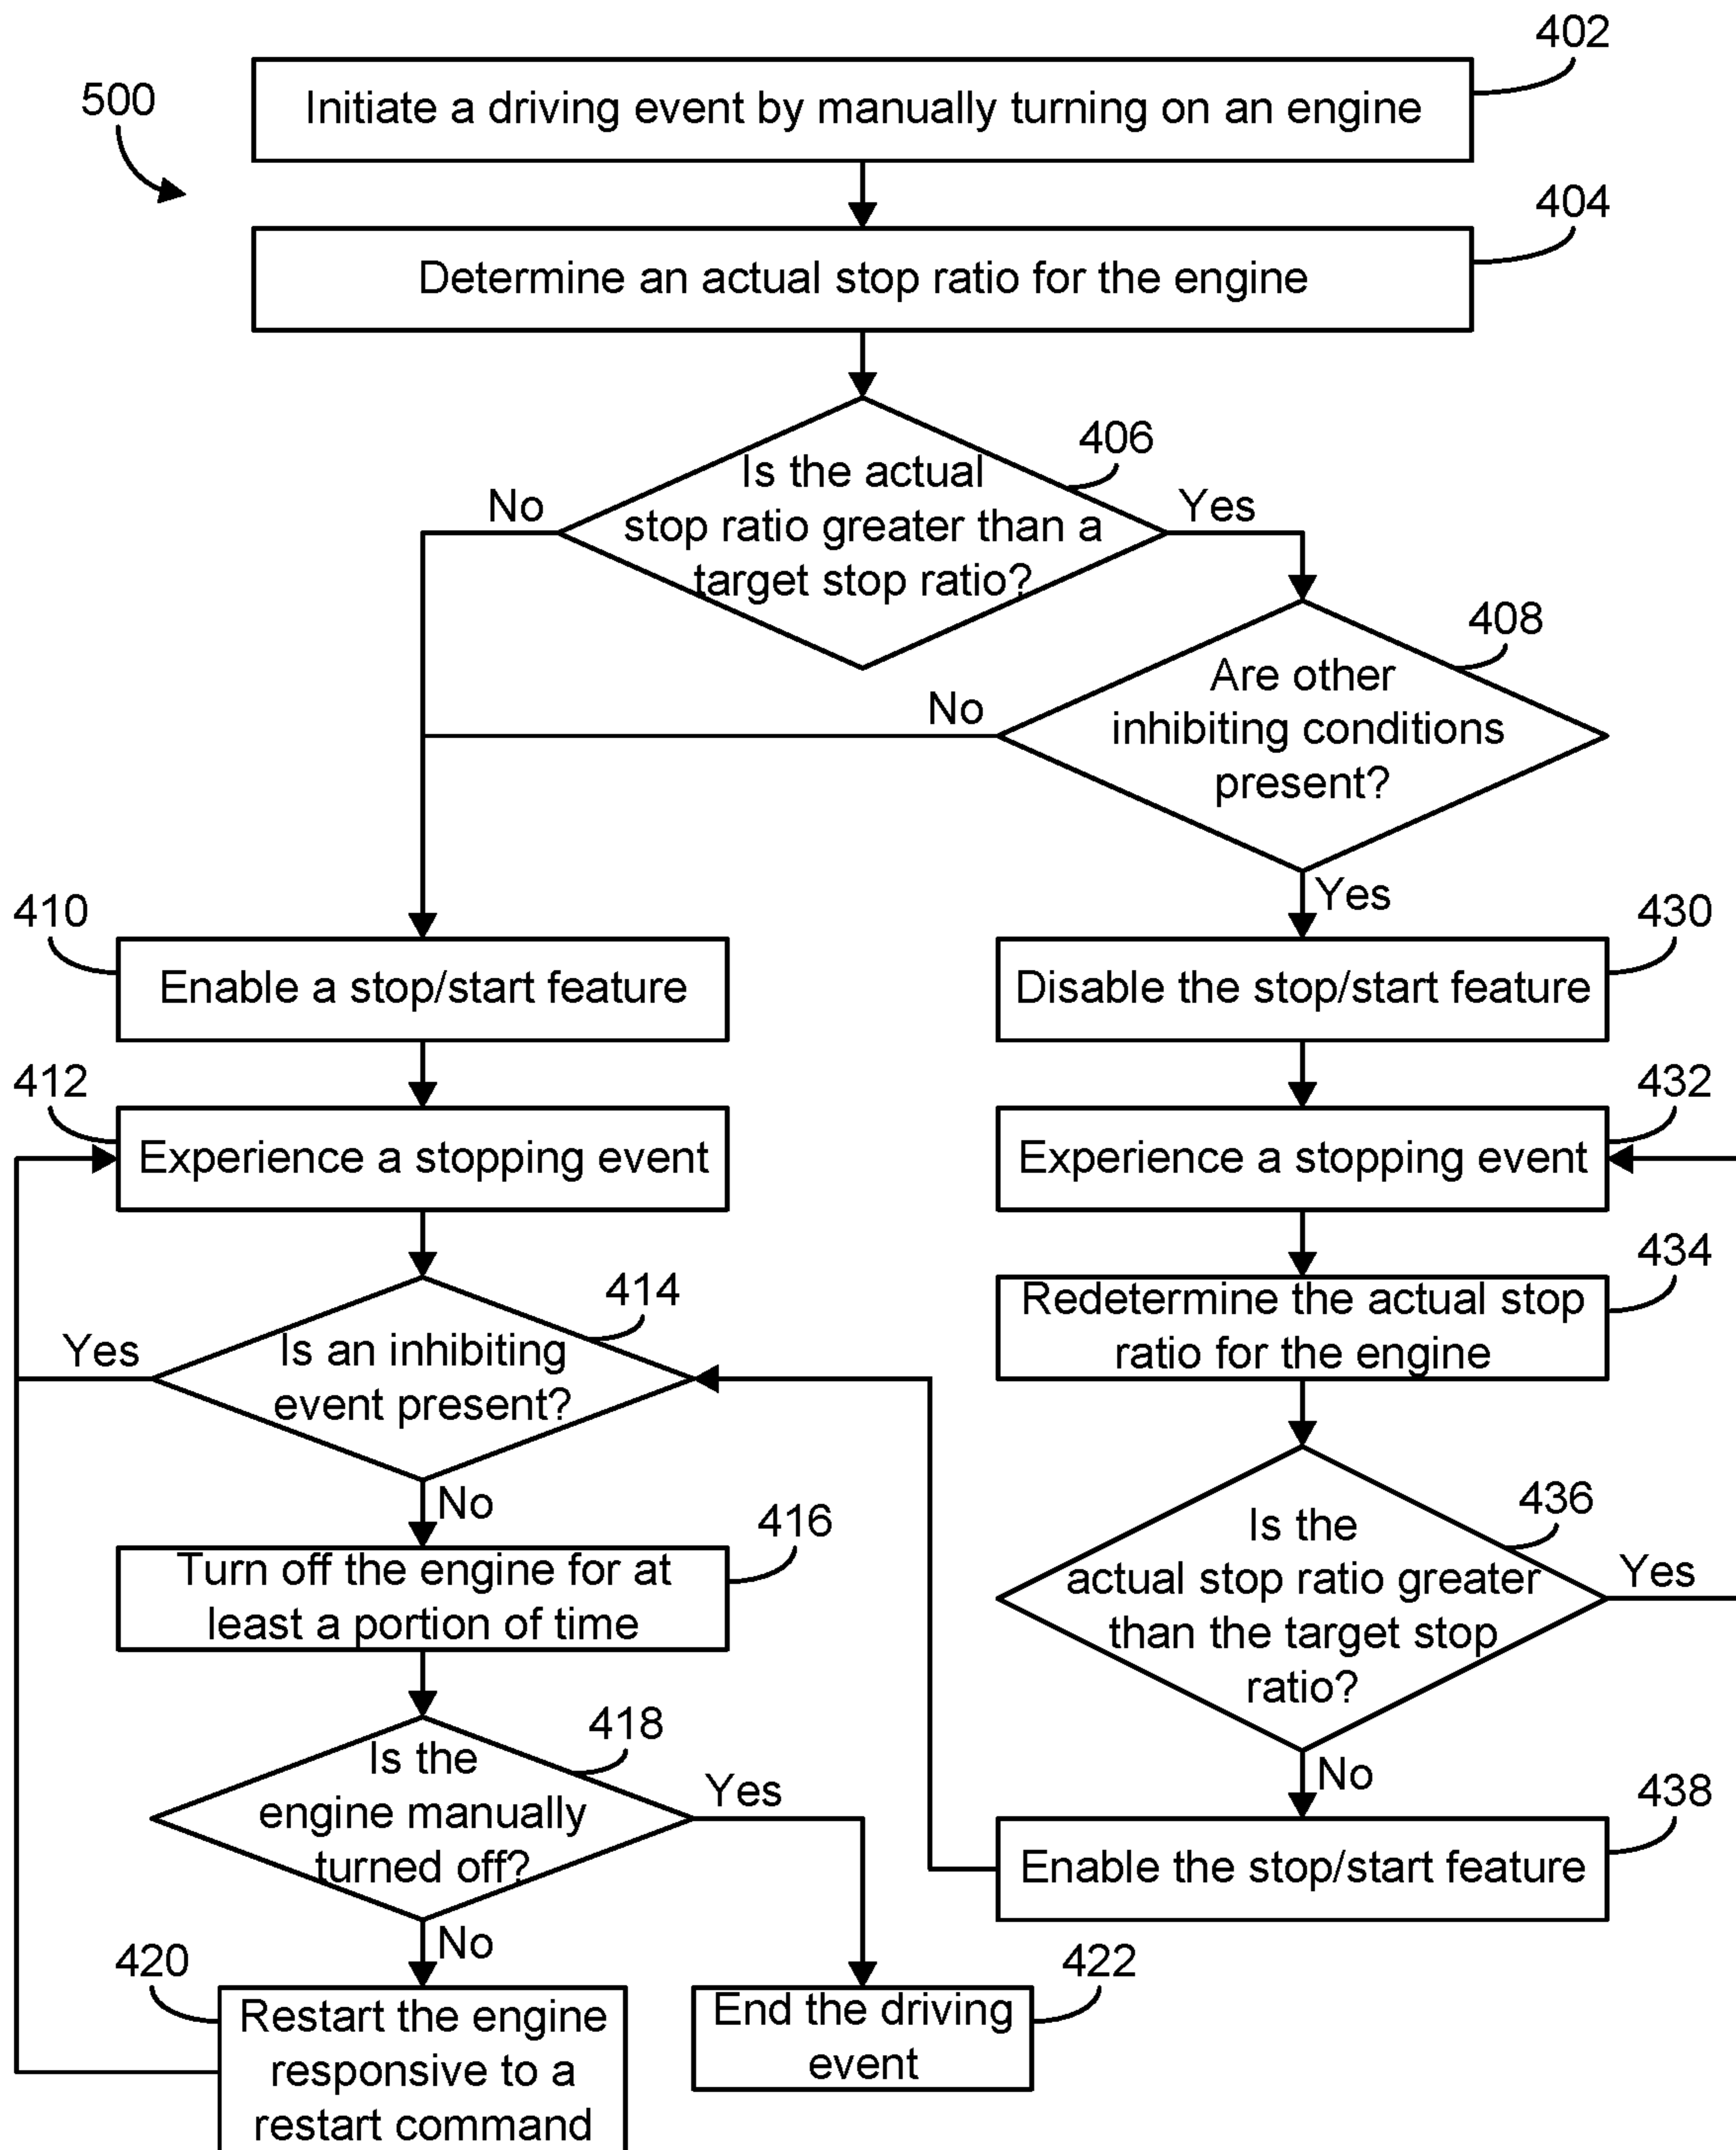 402
500
Initiate a driving event by manually turning on an engine
404
Determine an actual stop ratio for the engine
406
Is the actual
stop ratio greater than a
target stop ratio?
No
Yes
408
Are other
inhibiting conditions
present?
No
Yes
410
Enable a stop/start feature
430
Disable the stop/start feature
412
Experience a stopping event
432
Experience a stopping event
434
Redetermine the actual stop
ratio for the engine
414
Is an inhibiting
event present?
Yes
No
436
Is the
actual stop ratio greater
than the target stop
ratio?
Yes
No
416
Turn off the engine for at
least a portion of time
418
Is the
engine manually
turned off?
Yes
No
438
Enable the stop/start feature
420
Restart the engine
responsive to a
restart command
422
End the driving
event